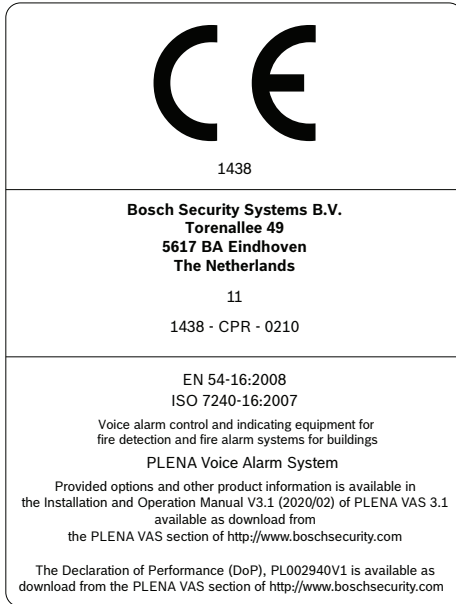 CE
1438
Bosch Security Systems B.V.
Torenallee 49
5617 BA Eindhoven
The Netherlands
11
1438 - CPR - 0210
EN 54-16:2008
ISO 7240-16:2007
Voice alarm control and indicating equipment for
fire detection and fire alarm systems for buildings
PLENA Voice Alarm System
Provided options and other product information is available in
the Installation and Operation Manual V3.1 (2020/02) of PLENA VAS 3.1
available as download from
the PLENA VAS section of http://www.boschsecurity.com
The Declaration of Performance (DoP), PL002940V1 is available as
download from the PLENA VAS section of http://www.boschsecurity.com